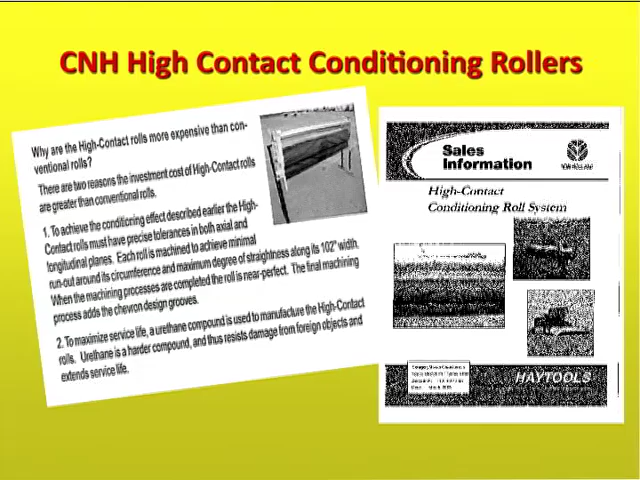 CNH High Contact Conditioning Rollers
Why are the High-Contact rolls more expensive than con-
ventional rolls?
There are two reasons the investment cost of High-Contact rolls
are greater than conventional rolls.
1. To achieve the conditioning effect described earlier the High-
Contact rolls must have precise tolerances in both axial and
longitudinal planes. Each roll is machined to achieve minimal
run-out around its circumference and maximum degree of straightness along its 102" width.
When the machining processes are completed the roll is near-perfect. The final machining
process adds the chevron design grooves.
2. To maximize service life, a urethane compound is used to manufacture the High-Contact
rolls. Urethane is a harder compound, and thus resists damage from foreign objects and
extends service life.
Sales
Information
High-Contact
Conditioning Roll System
HAYTOOLS